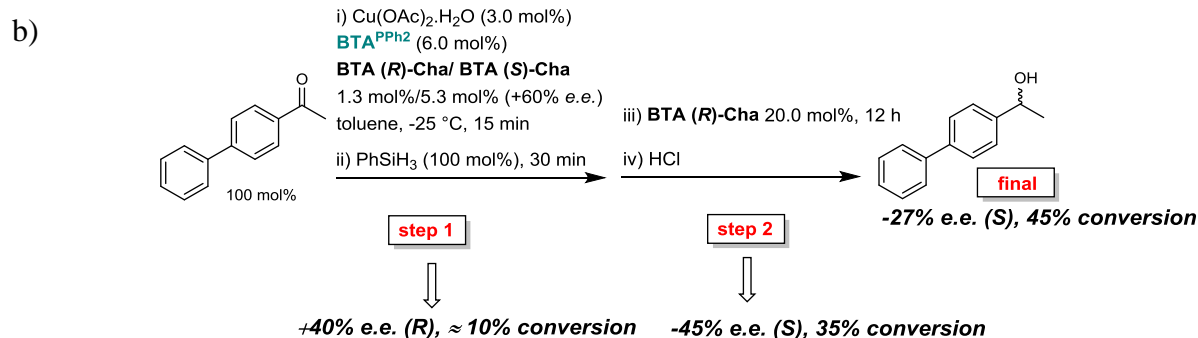 b)
i) Cu(OAc)2.H2O (3.0 mol%)
BTAPPh2 (6.0 mol%)
BTA (R)-Cha/ BTA (S)-Cha
1.3 mol%/5.3 mol% (+60% e.e.)
toluene, -25 °C, 15 min
ii) PhSiH3 (100 mol%), 30 min
O
100 mol%
iii) BTA (R)-Cha 20.0 mol%, 12 h
iv) HCl
OH
final
-27% e.e. (S), 45% conversion
step 1
step 2
+40% e.e. (R), ≈ 10% conversion
-45% e.e. (S), 35% conversion